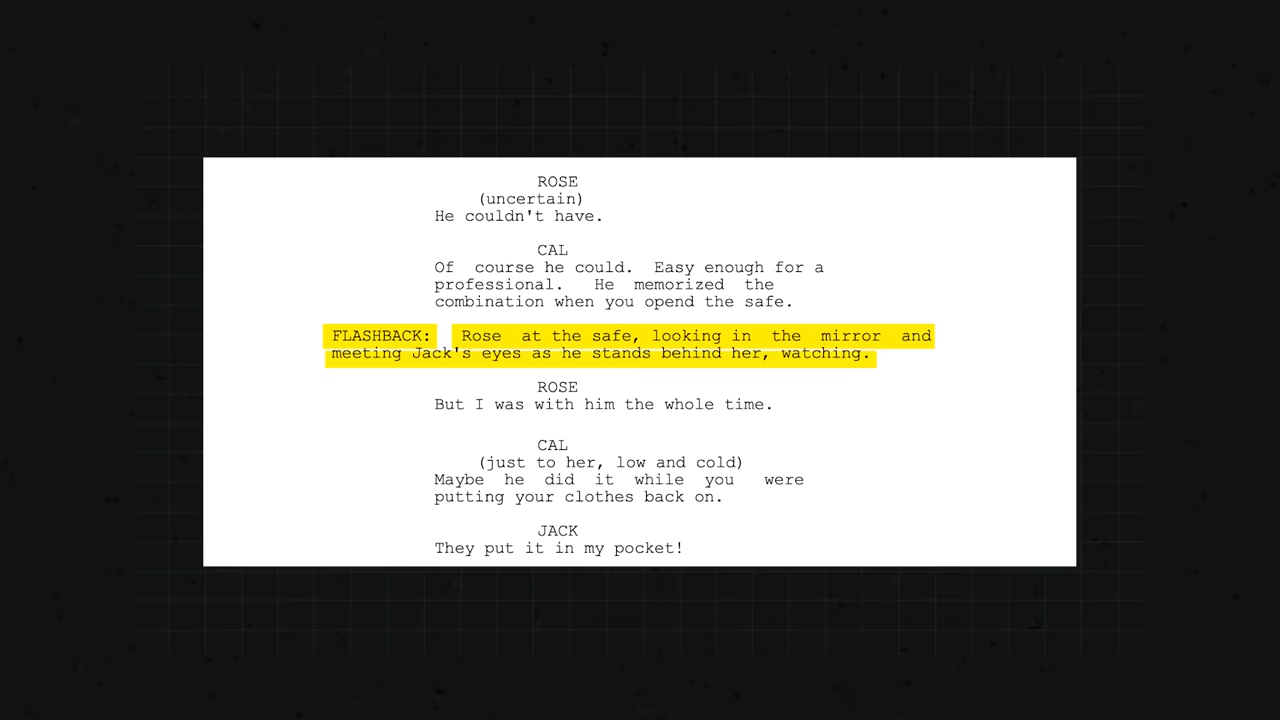 ROSE
(uncertain)
He couldn't have.
CAL
Of course he could. Easy enough for a
professional. He memorized the
combination when you opend the safe.
FLASHBACK: Rose at the safe, looking in the mirror and
meeting Jack's eyes as he stands behind her, watching.
ROSE
But I was with him the whole time.
CAL
(just to her, low and cold)
Maybe he did it while you were
putting your clothes back on.
JACK
They put it in my pocket!